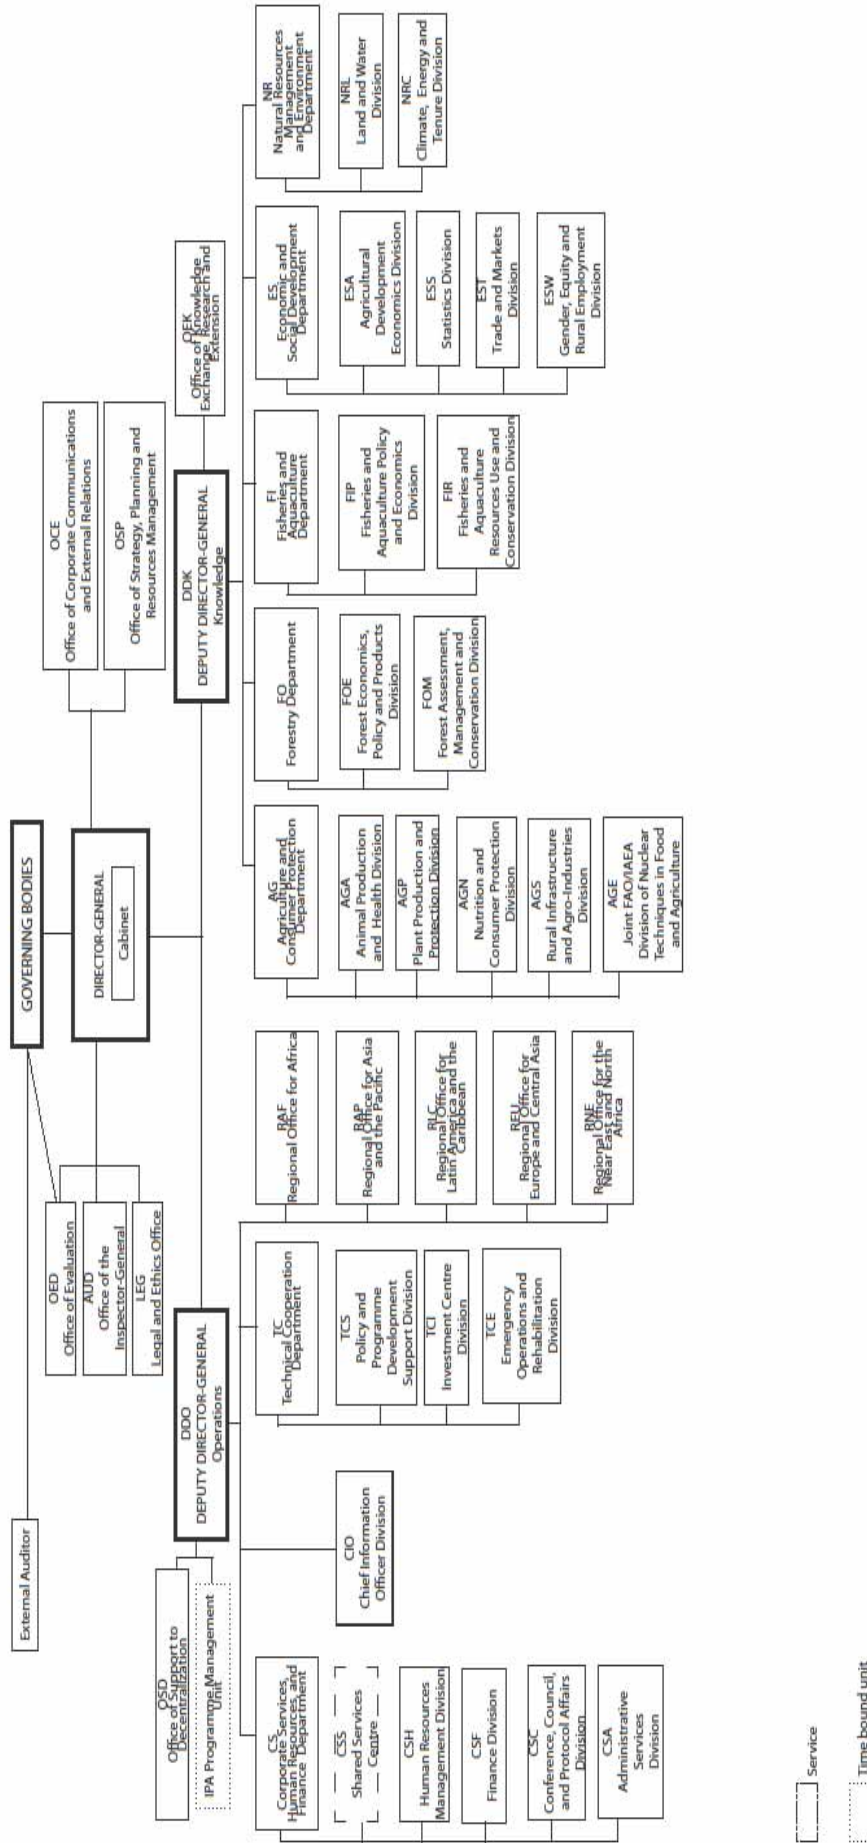 GOVERNING BODIES
External Auditor
DIRECTOR-GENERAL
Cabinet
OED
Office of Evaluation
AUD
Office of the
Inspector-General
LEG
Legal and Ethics Office
OCE
Office of Corporate Communications
and External Relations
OSP
Office of Strategy, Planning and
Resources Management
OSD
Office of Support to
Decentralization
IPA Programme Management
Unit
DDO
DEPUTY DIRECTOR-GENERAL
Operations
DDK
DEPUTY DIRECTOR-GENERAL
Knowledge
OEK
Office of Knowledge
Exchange, Research and
Extension
CS
Corporate Services,
Human Resources, and
Finance Department
CSS
Shared Services
Centre
CSH
Human Resources
Management Division
CSF
Finance Division
CSC
Conference, Council,
and Protocol Affairs
Division
CSA
Administrative
Services
Division
CIO
Chief Information
Officer Division
TC
Technical Cooperation
Department
TCS
Policy and
Programme
Development
Support Division
TCI
Investment Centre
Division
TCE
Emergency
Operations and
Rehabilitation
Division
RAF
Regional Office for Africa
RAP
Regional Office for Asia
and the Pacific
RLC
Regional Office for
Latin America and the
Caribbean
REU
Regional Office for
Europe and Central Asia
RNE
Regional Office for the
Near East and North
Africa
AG
Agriculture and
Consumer Protection
Department
AGA
Animal Production
and Health Division
AGP
Plant Production and
Protection Division
AGN
Nutrition and
Consumer Protection
Division
AGS
Rural Infrastructure
and Agro-Industries
Division
AGE
Joint FAO/IAEA
Division of Nuclear
Techniques in Food
and Agriculture
FO
Forestry Department
FOE
Forest Economics,
Policy and Products
Division
FOM
Forest Assessment,
Management and
Conservation Division
FI
Fisheries and
Aquaculture
Department
FIP
Fisheries and
Aquaculture Policy
and Economics
Division
FIR
Fisheries and
Aquaculture
Resources Use and
Conservation Division
ES
Economic and
Social Development
Department
ESA
Agricultural
Development
Economics Division
ESS
Statistics Division
EST
Trade and Markets
Division
ESW
Gender, Equity and
Rural Employment
Division
NR
Natural Resources
Management
and Environment
Department
NRL
Land and Water
Division
NRC
Climate, Energy and
Tenure Division
Service
Time bound unit